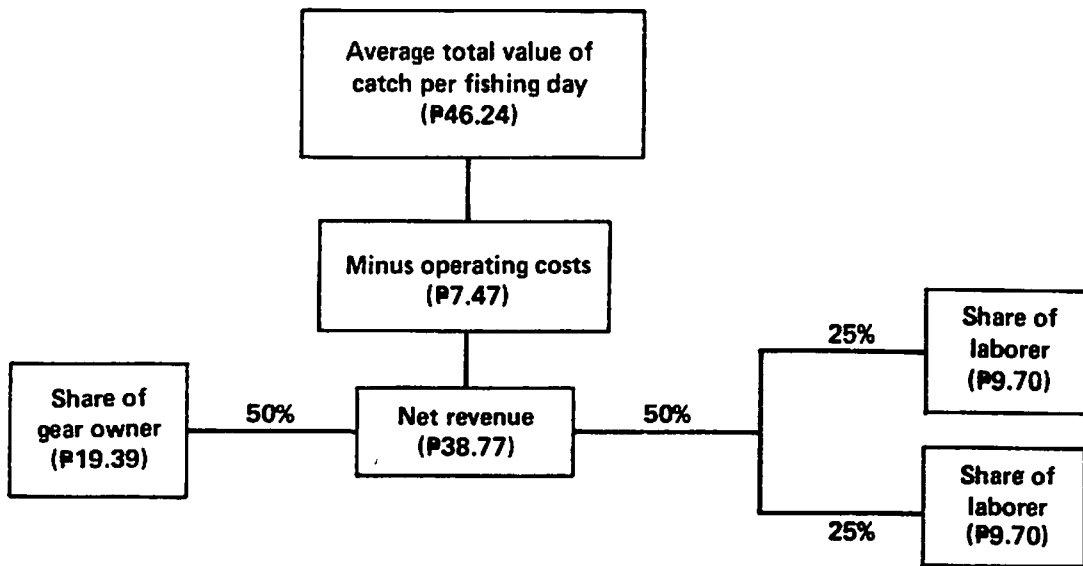 Average total value of
catch per fishing day
(₱46.24)
Minus operating costs
(₱7.47)
Share of
gear owner
(₱19.39)
50%
Net revenue
(₱38.77)
50%
25%
Share of
laborer
(₱9.70)
25%
Share of
laborer
(₱9.70)